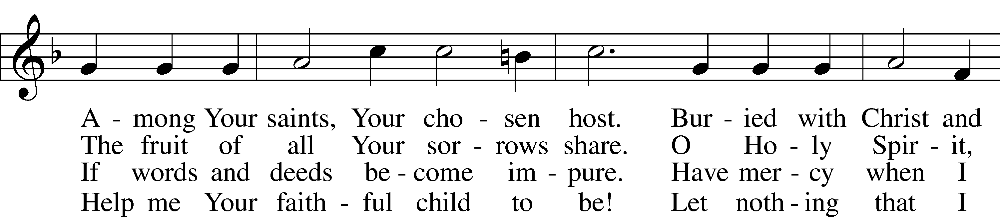 A - mong Your saints, Your cho - sen host. Bur - ied with Christ and
The fruit of all Your sor - rows share. O Ho - ly Spir - it,
If words and deeds be - come im - pure. Have mer - cy when I
Help me Your faith - ful child to be! Let noth - ing that I